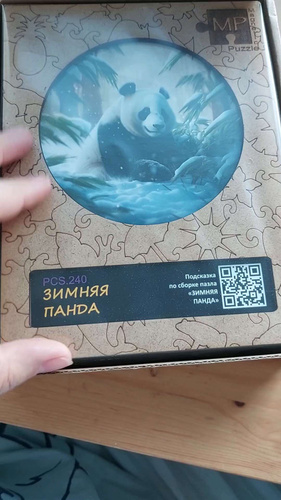 MP
Puzzle
PCS.240
ЗИМНЯЯ
ПАНДА
Подсказка
по сборке пазла
«ЗИМНЯЯ
ПАНДА»